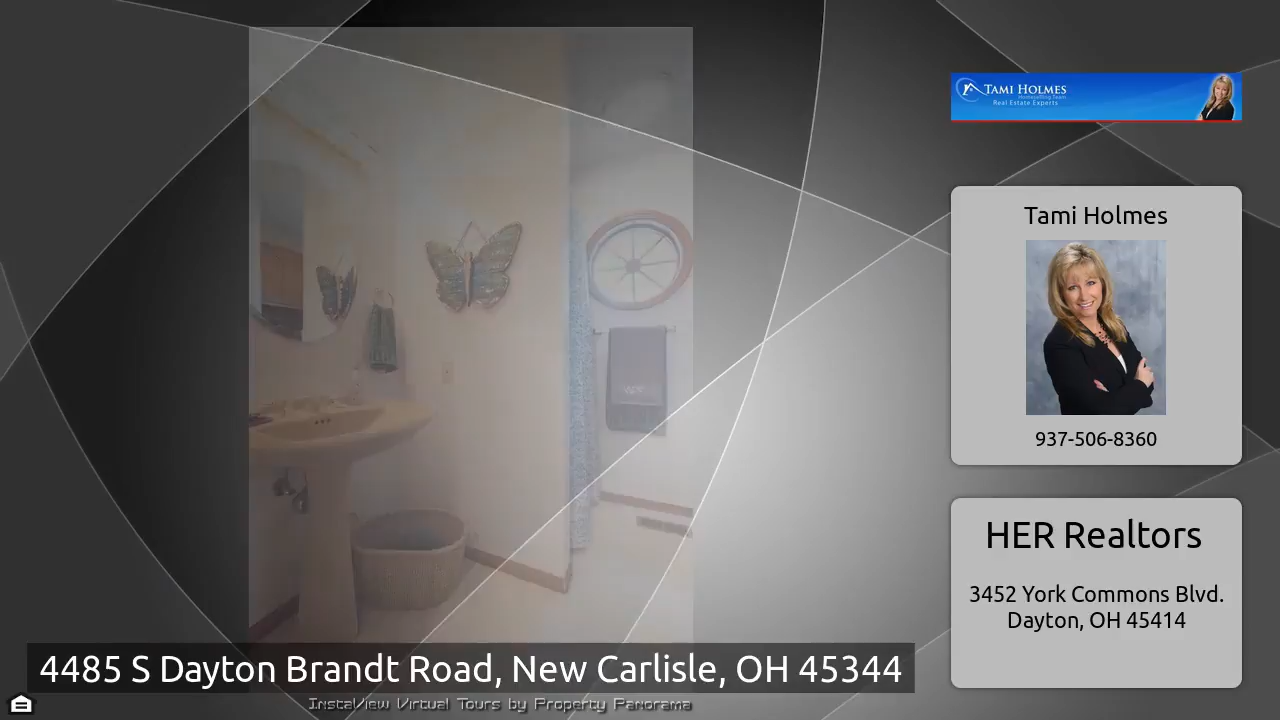 TAMI HOLMES
Real Estate Experts
Tami Holmes
937-506-8360
HER Realtors
3452 York Commons Blvd.
Dayton, OH 45414
4485 S Dayton Brandt Road, New Carlisle, OH 45344
InstaView Virtual Tours by Property Panorama